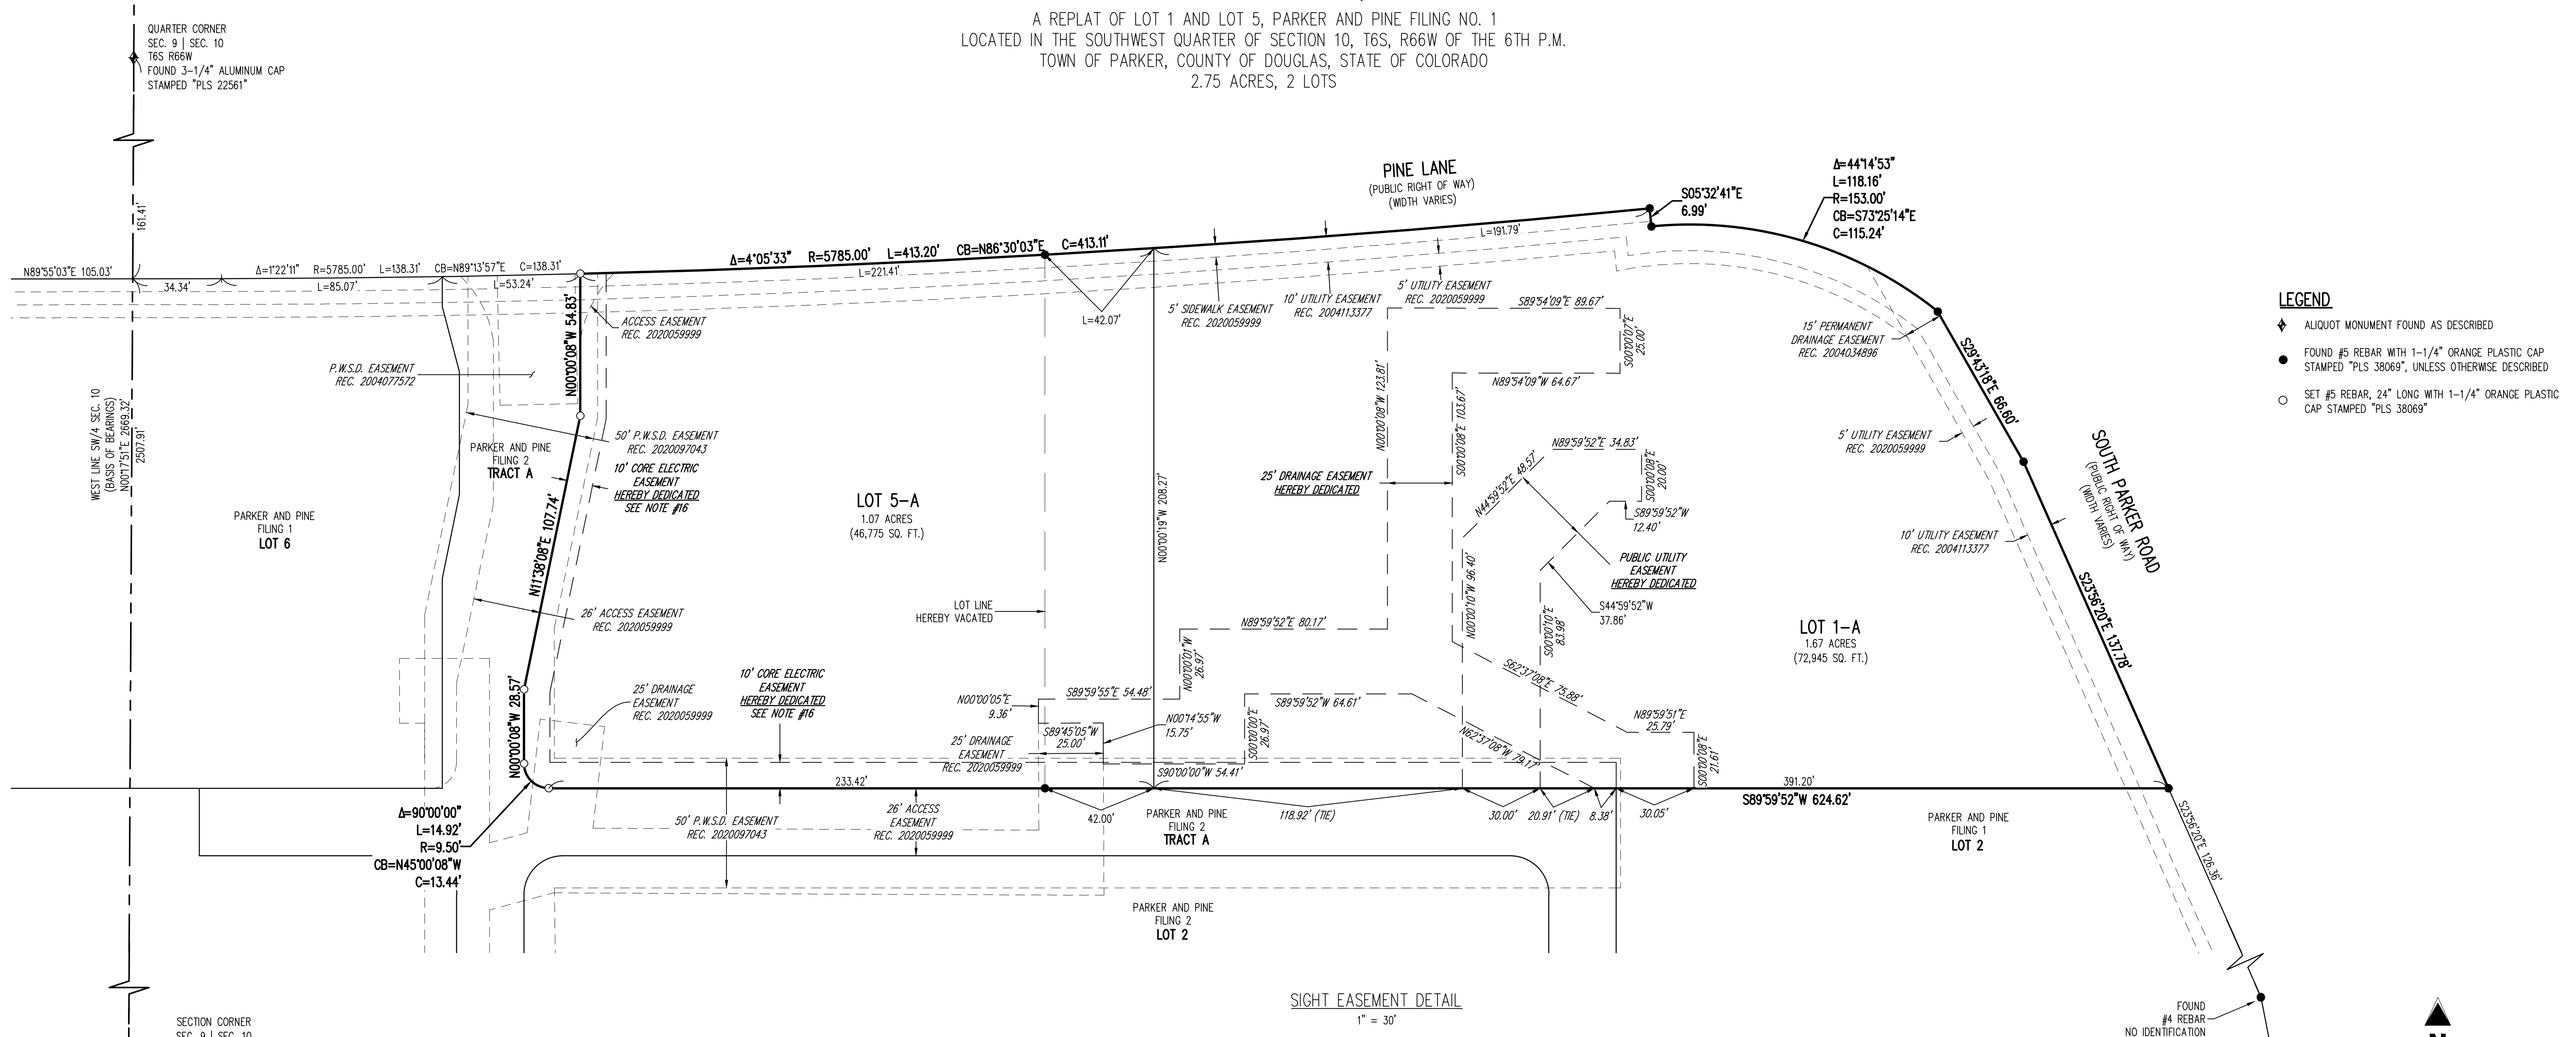 A REPLAT OF LOT 1 AND LOT 5, PARKER AND PINE FILING NO. 1
LOCATED IN THE SOUTHWEST QUARTER OF SECTION 10, T6S, R66W OF THE 6TH P.M.
TOWN OF PARKER, COUNTY OF DOUGLAS, STATE OF COLORADO
2.75 ACRES, 2 LOTS
QUARTER CORNER
SEC. 9 | SEC. 10
T6S R66W
FOUND 3-1/4" ALUMINUM CAP
STAMPED "PLS 22561"
161.41'
N89°55'03"E 105.03'
34.34'
Δ=1°22'11" R=5785.00' L=138.31' CB=N89°13'57"E C=138.31'
L=85.07'
L=53.24'
Δ=4°05'33" R=5785.00' L=413.20' CB=N86°30'03"E C=413.11'
L=221.41'
L=42.07'
L=191.79'
PINE LANE
(PUBLIC RIGHT OF WAY)
(WIDTH VARIES)
S05°32'41"E
6.99'
Δ=44°14'53"
L=118.16'
R=153.00'
CB=S73°25'14"E
C=115.24'
LEGEND
ALIQUOT MONUMENT FOUND AS DESCRIBED
FOUND #5 REBAR WITH 1-1/4" ORANGE PLASTIC CAP
STAMPED "PLS 38069", UNLESS OTHERWISE DESCRIBED
SET #5 REBAR, 24" LONG WITH 1-1/4" ORANGE PLASTIC
CAP STAMPED "PLS 38069"
WEST LINE SW/4 SEC. 10
(BASIS OF BEARINGS)
N00°17'51"E 2669.32'
2507.91'
P.W.S.D. EASEMENT
REC. 2004077572
N00°00'08"W 54.83'
ACCESS EASEMENT
REC. 2020059999
50' P.W.S.D. EASEMENT
REC. 2020097043
PARKER AND PINE
FILING 2
TRACT A
10' CORE ELECTRIC
EASEMENT
HEREBY DEDICATED
SEE NOTE #16
N11°38'08"E 107.74'
PARKER AND PINE
FILING 1
LOT 6
26' ACCESS EASEMENT
REC. 2020059999
LOT 5-A
1.07 ACRES
(46,775 SQ. FT.)
LOT LINE
HEREBY VACATED
N00°00'19"W 208.27'
5' SIDEWALK EASEMENT
REC. 2020059999
10' UTILITY EASEMENT
REC. 2004113377
5' UTILITY EASEMENT
REC. 2020059999
S89°54'09"E 89.67'
S00°00'07"E
25.00'
N89°54'09"W 64.67'
N00°00'08"W 123.81'
S00°00'08"E 103.67'
25' DRAINAGE EASEMENT
HEREBY DEDICATED
N89°59'52"E 34.83'
N44°59'52"E 48.57'
S00°00'08"E
20.00'
S89°59'52"W
12.40'
PUBLIC UTILITY
EASEMENT
HEREBY DEDICATED
S44°59'52"W
37.86'
N00°00'10"W 96.40'
S00°00'10"E
83.98'
15' PERMANENT
DRAINAGE EASEMENT
REC. 2004034896
S29°43'18"E 66.60'
5' UTILITY EASEMENT
REC. 2020059999
SOUTH PARKER ROAD
(PUBLIC RIGHT OF WAY)
(WIDTH VARIES)
10' UTILITY EASEMENT
REC. 2004113377
S23°56'20"E 137.78'
LOT 1-A
1.67 ACRES
(72,945 SQ. FT.)
N89°59'52"E 80.17'
N00°00'01"W
26.97'
S89°59'55"E 54.48'
N00°00'05"E
9.36'
S89°45'05"W
25.00'
N00°14'55"W
15.75'
S89°59'52"W 64.61'
S00°00'00"E
26.97'
S62°37'08"E 75.88'
N62°37'08"W 79.17'
N89°59'51"E
25.79'
S00°00'08"E
21.61'
N00°00'08"W 28.57'
25' DRAINAGE
EASEMENT
REC. 2020059999
10' CORE ELECTRIC
EASEMENT
HEREBY DEDICATED
SEE NOTE #16
25' DRAINAGE
EASEMENT
REC. 2020059999
S90°00'00"W 54.41'
233.42'
391.20'
S89°59'52"W 624.62'
42.00'
118.92' (TIE)
30.00'
20.91' (TIE)
8.38'
30.05'
Δ=90°00'00"
L=14.92'
R=9.50'
CB=N45°00'08"W
C=13.44'
50' P.W.S.D. EASEMENT
REC. 2020097043
26' ACCESS
EASEMENT
REC. 2020059999
PARKER AND PINE
FILING 2
TRACT A
PARKER AND PINE
FILING 1
LOT 2
PARKER AND PINE
FILING 2
LOT 2
S23°56'20"E 126.36'
SIGHT EASEMENT DETAIL
1" = 30'
SECTION CORNER
SEC. 9 | SEC. 10
FOUND
#4 REBAR
NO IDENTIFICATION